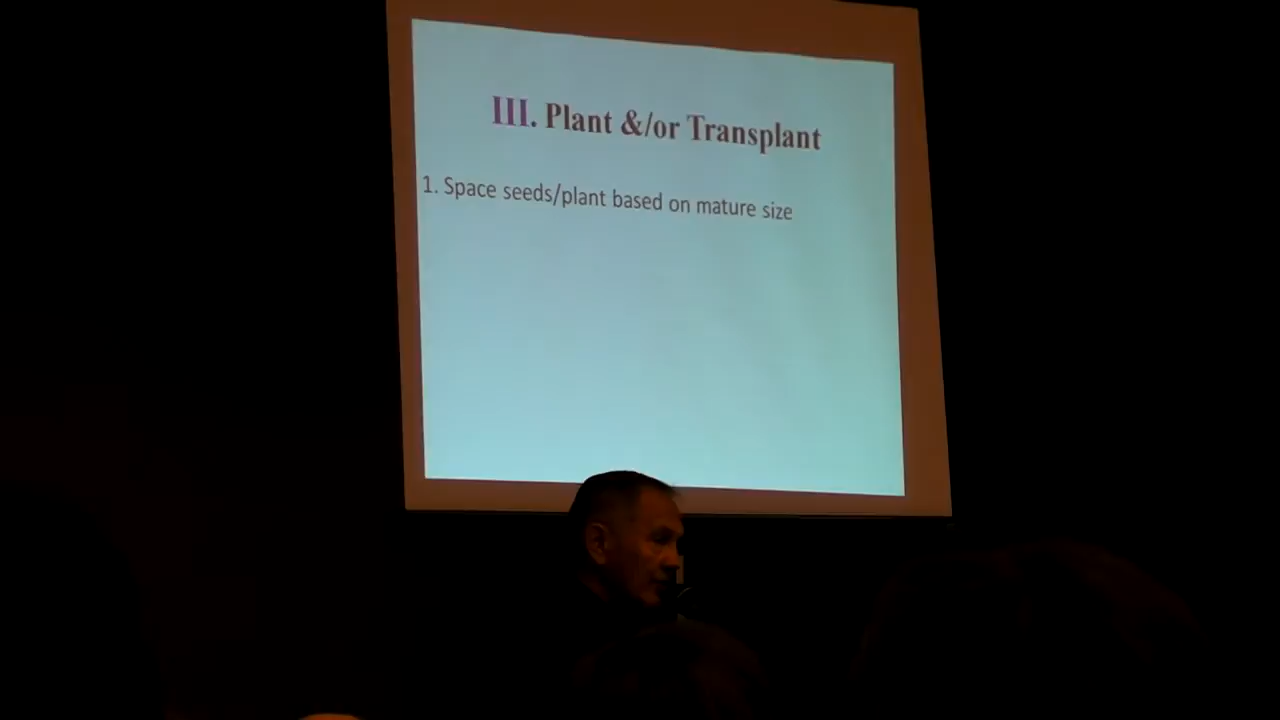 III. Plant &/or Transplant
1. Space seeds/plant based on mature size